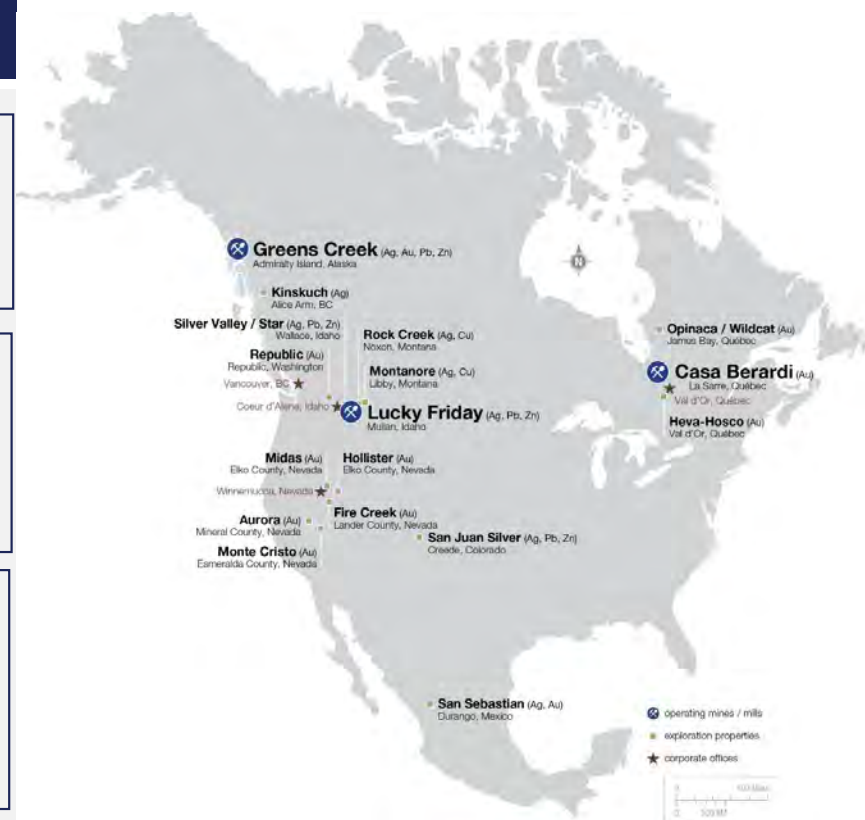 Greens Creek (Ag, Au, Pb, Zn)
Admiralty Island, Alaska
Kinskuch (Ag)
Alice Arm, BC
Silver Valley / Star (Ag, Pb, Zn)
Wallace, Idaho
Rock Creek (Ag, Cu)
Noxon, Montana
Republic (Au)
Republic, Washington
Vancouver, BC
Montanore (Ag, Cu)
Libby, Montana
Coeur d'Alene, Idaho
Lucky Friday (Ag, Pb, Zn)
Mullan, Idaho
N
Opinaca / Wildcat (Au)
James Bay, Québec
Casa Berardi (Au)
La Sarre, Québec
Val d'Or, Québec
Heva-Hosco (Au)
Val d'Or, Québec
Midas (Au)
Elko County, Nevada
Hollister (Au)
Elko County, Nevada
Winnemucca, Nevada
Fire Creek (Au)
Lander County, Nevada
Aurora (Au)
Mineral County, Nevada
Monte Cristo (Au)
Esmeralda County, Nevada
San Juan Silver (Ag, Pb, Zn)
Creede, Colorado
San Sebastian (Ag, Au)
Durango, Mexico
operating mines / mills
exploration properties
corporate offices
0
0